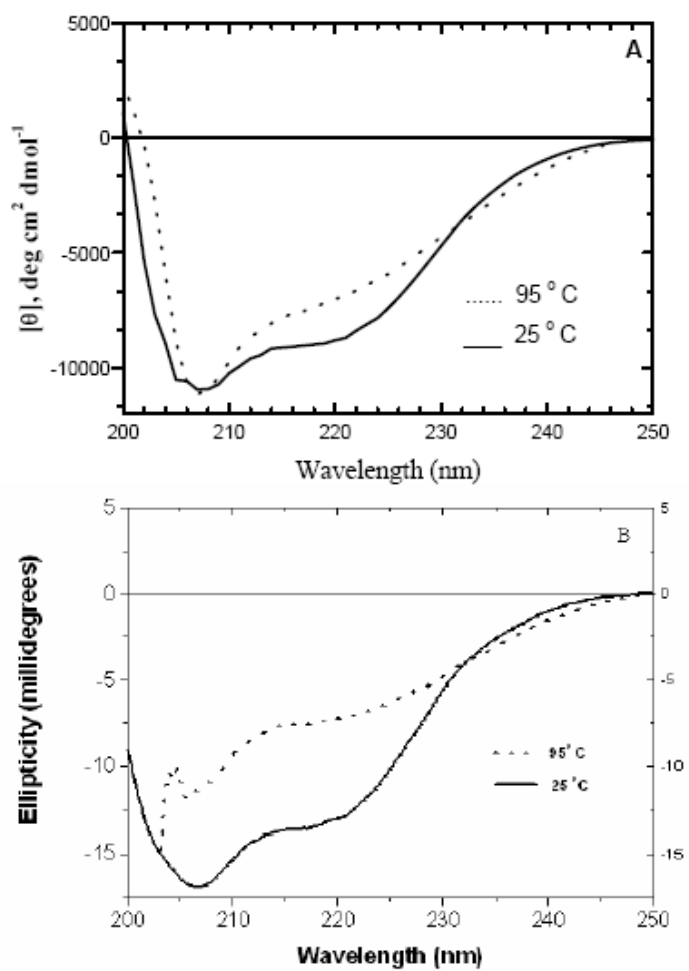 5000
A
0
-5000
-10000
[θ], deg cm² dmol⁻¹
95 °C
25 °C
200 210 220 230 240 250
Wavelength (nm)
5 5
B
0 0
-5 -5
-10 -10
-15 -15
Ellipticity (millidegrees)
95°C
25 °C
200 210 220 230 240 250
Wavelength (nm)